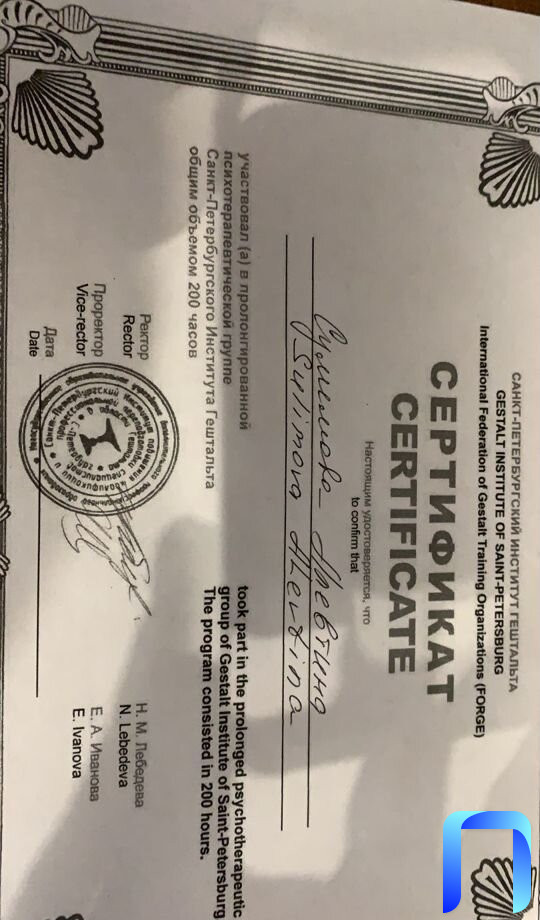 САНКТ-ПЕТЕРБУРГСКИЙ ИНСТИТУТ ГЕШТАЛЬТА
GESTALT INSTITUTE OF SAINT-PETERSBURG
International Federation of Gestalt Training Organizations (FORGE)
СЕРТИФИКАТ
CERTIFICATE
Настоящим удостоверяется, что
to confirm that
Сулимова Алевтина
Sulimova Alevtina
участвовал (а) в пролонгированной
психотерапевтической группе
Санкт-Петербургского Института Гештальта
общим объемом 200 часов
took part in the prolonged psychotherapeutic
group of Gestalt Institute of Saint-Petersburg
The program consisted in 200 hours.
Ректор
Rector
Н. М. Лебедева
N. Lebedeva
Проректор
Vice-rector
Е. А. Иванова
E. Ivanova
Дата
Date